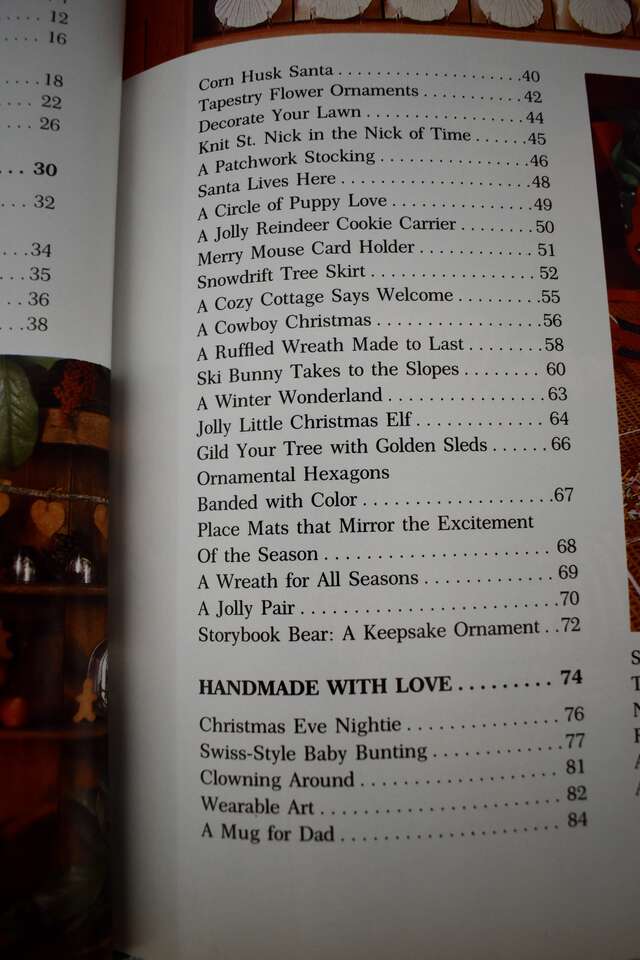 12
16
18
22
26
30
32
34
35
36
38
Corn Husk Santa....................40
Tapestry Flower Ornaments...........42
Decorate Your Lawn................44
Knit St. Nick in the Nick of Time......45
A Patchwork Stocking...............46
Santa Lives Here...................48
A Circle of Puppy Love..............49
A Jolly Reindeer Cookie Carrier........50
Merry Mouse Card Holder............51
Snowdrift Tree Skirt.................52
A Cozy Cottage Says Welcome.........55
A Cowboy Christmas.................56
A Ruffled Wreath Made to Last........58
Ski Bunny Takes to the Slopes........60
A Winter Wonderland................63
Jolly Little Christmas Elf.............64
Gild Your Tree with Golden Sleds......66
Ornamental Hexagons
Banded with Color...................67
Place Mats that Mirror the Excitement
Of the Season.......................68
A Wreath for All Seasons.............69
A Jolly Pair..........................70
Storybook Bear: A Keepsake Ornament..72
HANDMADE WITH LOVE.........74
Christmas Eve Nightie...............76
Swiss-Style Baby Bunting.............77
Clowning Around....................81
Wearable Art........................82
A Mug for Dad......................84